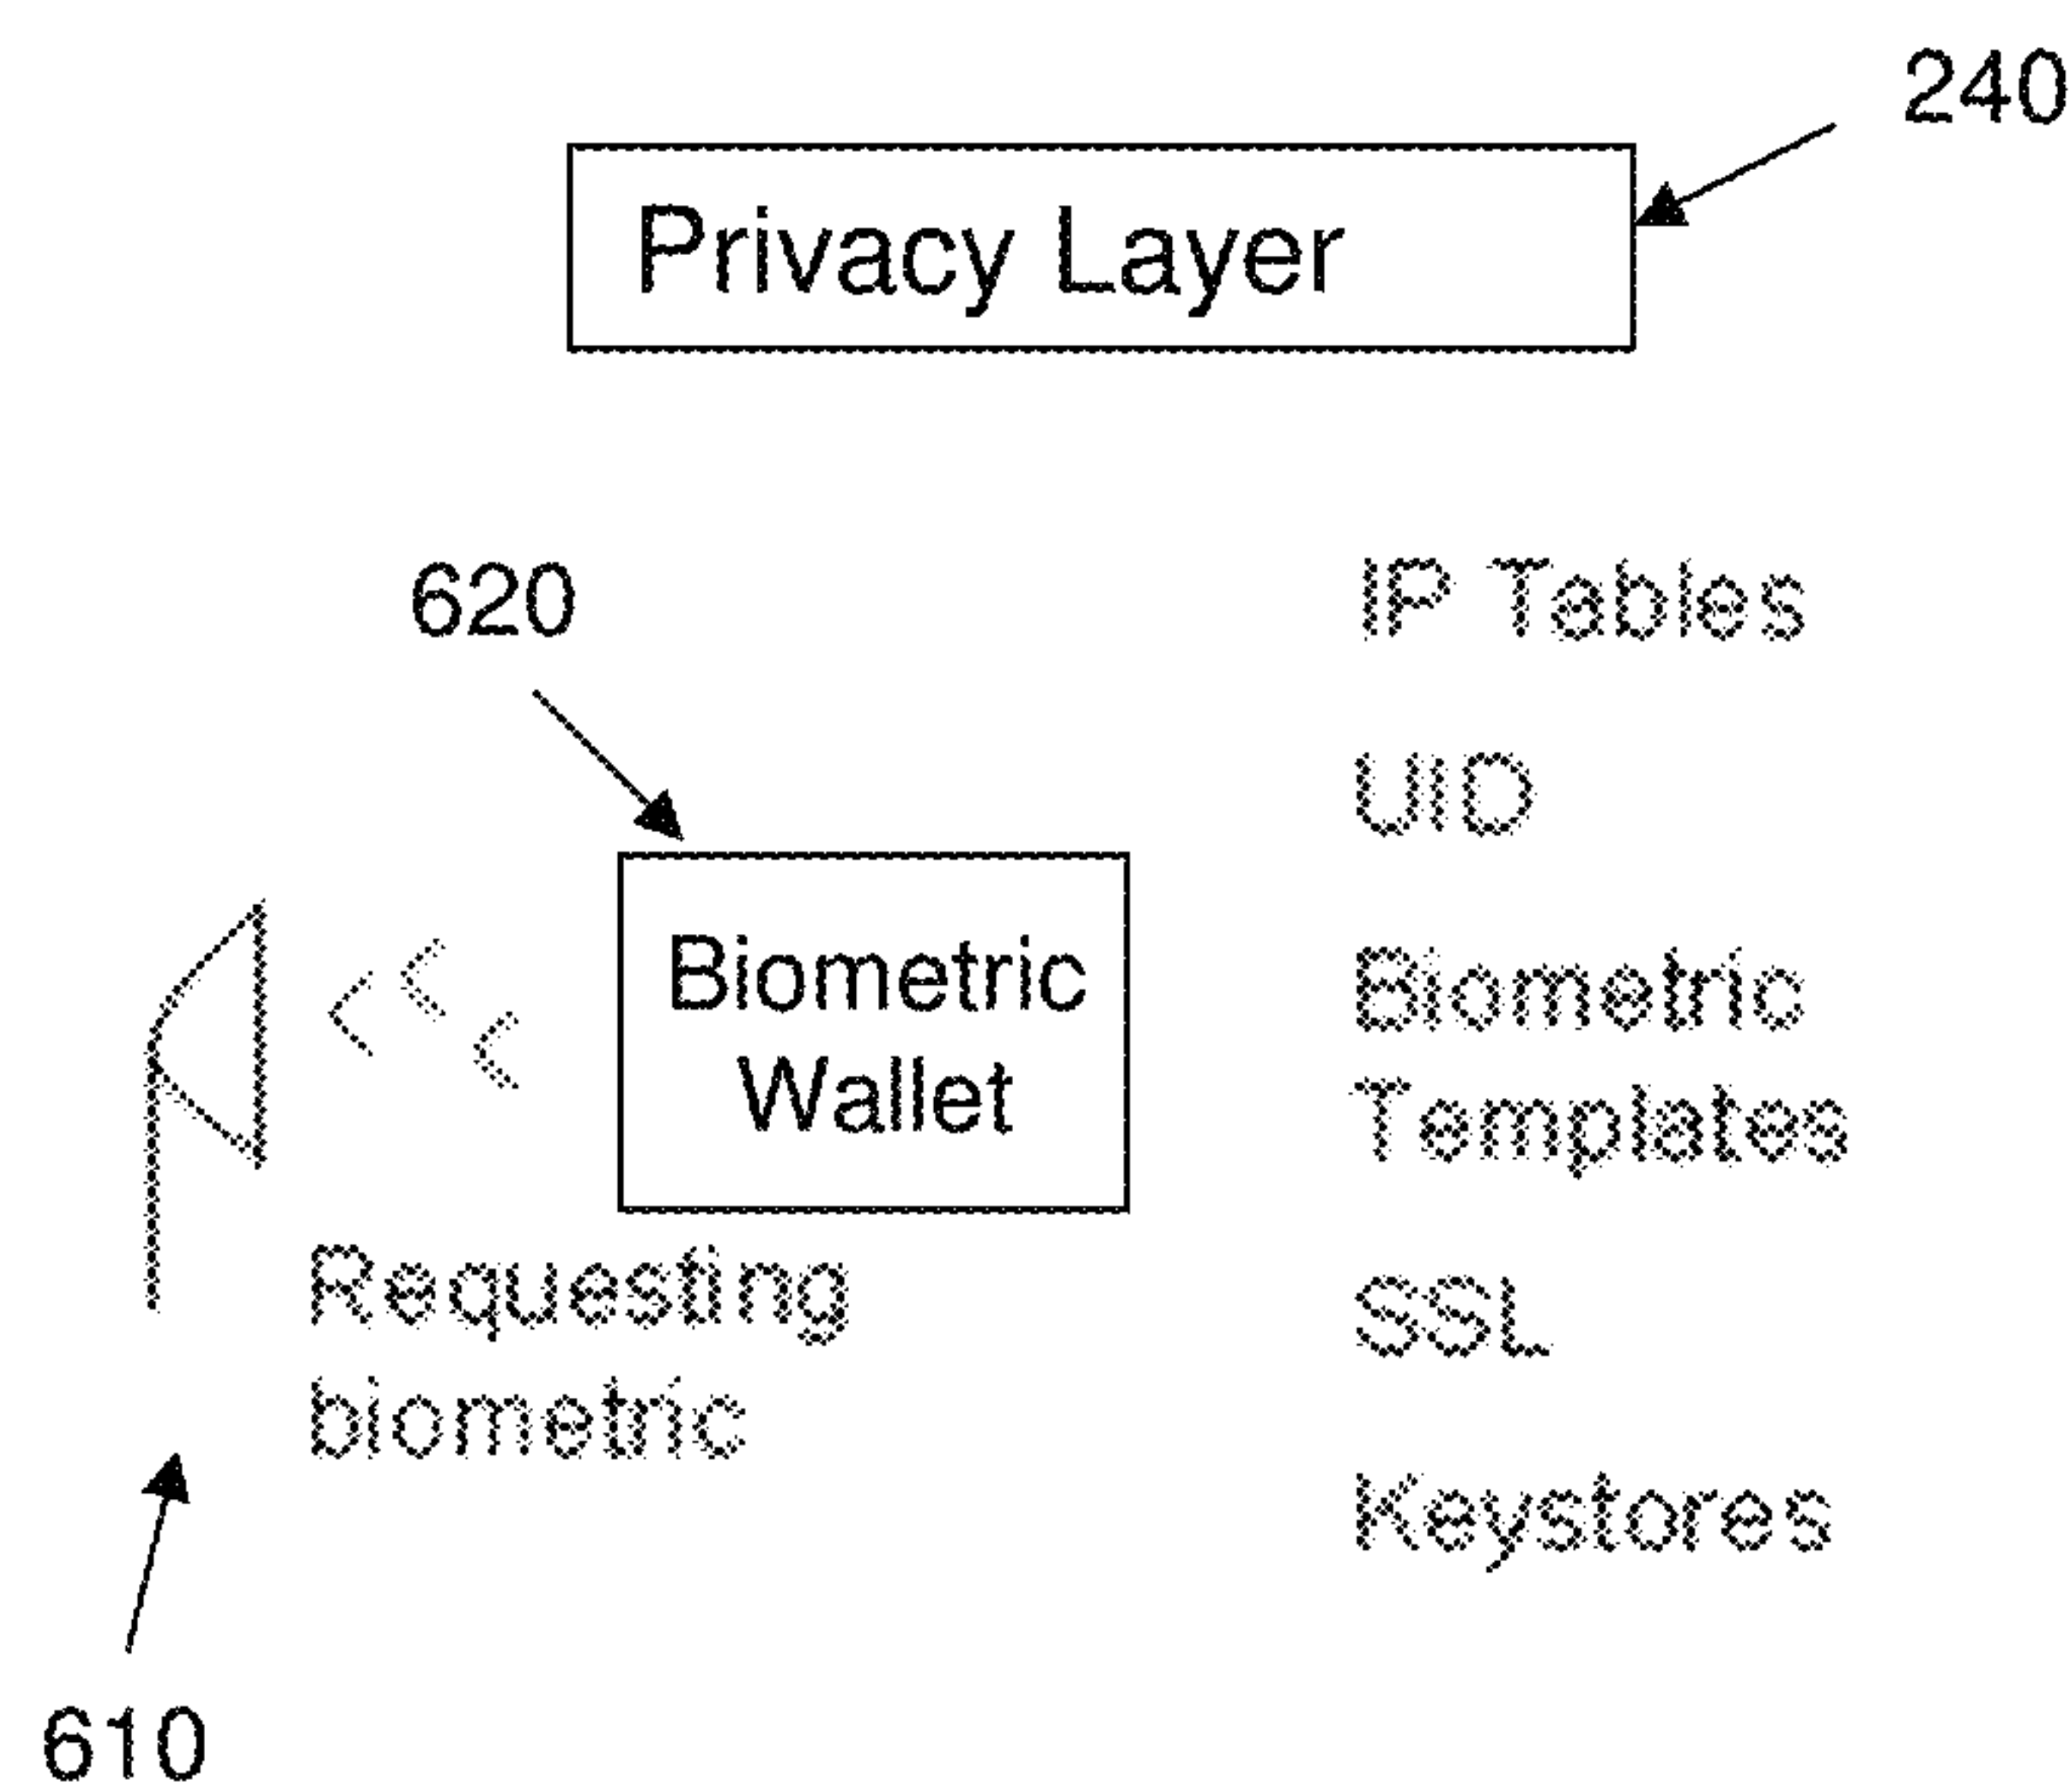 240
Privacy Layer
620
IP Tables
UID
Biometric
Wallet
Biometric
Templates
Requesting
biometric
SSL
Keystores
610